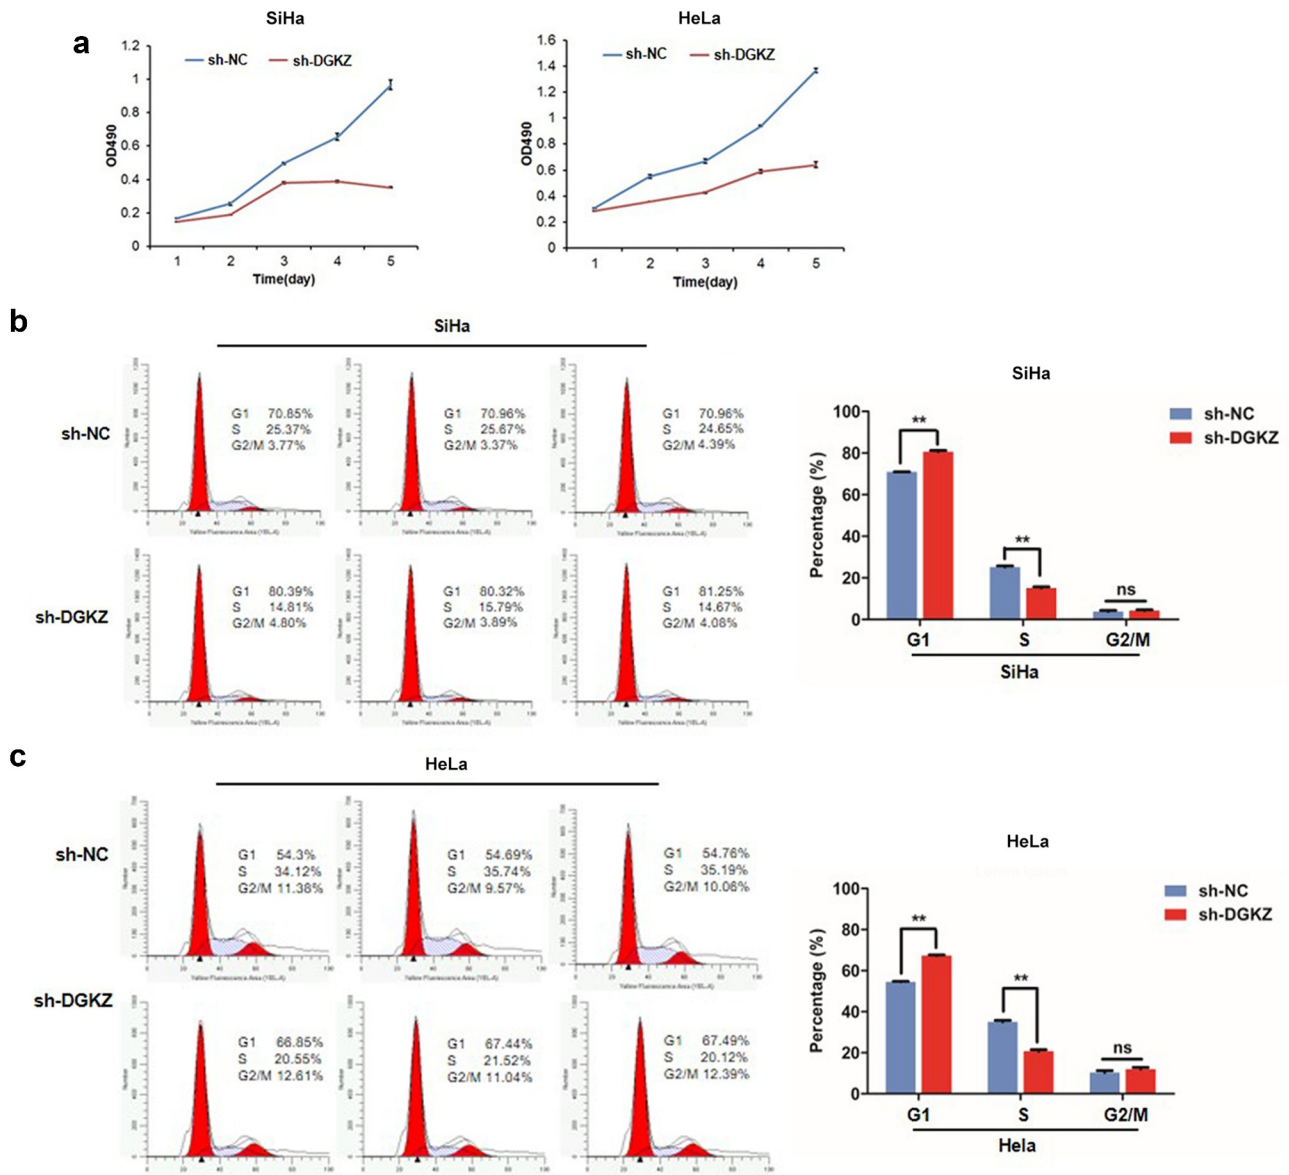 a
SiHa
sh-NC
sh-DGKZ
OD490
1.2
1
0.8
0.6
0.4
0.2
0
1 2 3 4 5
Time(day)
HeLa
sh-NC
sh-DGKZ
OD490
1.6
1.4
1.2
1
0.8
0.6
0.4
0.2
0
1 2 3 4 5
Time(day)
b
SiHa
sh-NC
G1 70.85%
S 25.37%
G2/M 3.77%
G1 70.96%
S 25.67%
G2/M 3.37%
G1 70.96%
S 24.65%
G2/M 4.39%
sh-DGKZ
G1 80.39%
S 14.81%
G2/M 4.80%
G1 80.32%
S 15.79%
G2/M 3.89%
G1 81.25%
S 14.67%
G2/M 4.08%
SiHa
sh-NC
sh-DGKZ
Percentage (%)
100
80
60
40
20
0
**
**
ns
G1 S G2/M
SiHa
c
HeLa
sh-NC
G1 54.3%
S 34.12%
G2/M 11.38%
G1 54.69%
S 35.74%
G2/M 9.57%
G1 54.76%
S 35.19%
G2/M 10.06%
sh-DGKZ
G1 66.85%
S 20.55%
G2/M 12.61%
G1 67.44%
S 21.52%
G2/M 11.04%
G1 67.49%
S 20.12%
G2/M 12.39%
HeLa
sh-NC
sh-DGKZ
Percentage (%)
100
80
60
40
20
0
**
**
ns
G1 S G2/M
Hela